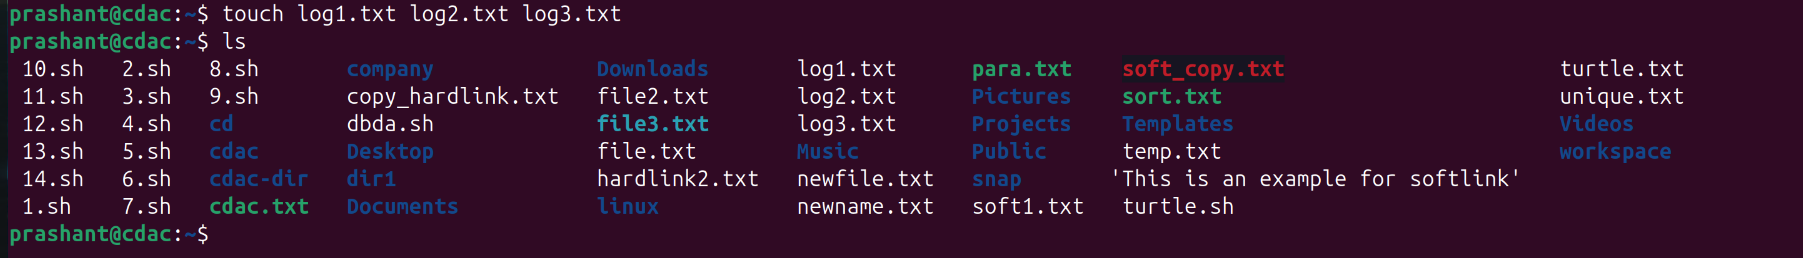 prashant@cdac:~$ touch log1.txt log2.txt log3.txt
prashant@cdac:~$ ls
10.sh 2.sh 8.sh company Downloads log1.txt para.txt soft_copy.txt turtle.txt
11.sh 3.sh 9.sh copy_hardlink.txt file2.txt log2.txt Pictures sort.txt unique.txt
12.sh 4.sh cd dbda.sh file3.txt log3.txt Projects Templates Videos
13.sh 5.sh cdac Desktop file.txt Music Public temp.txt workspace
14.sh 6.sh cdac-dir dir1 hardlink2.txt newfile.txt snap 'This is an example for softlink'
1.sh 7.sh cdac.txt Documents linux newname.txt soft1.txt turtle.sh
prashant@cdac:~$